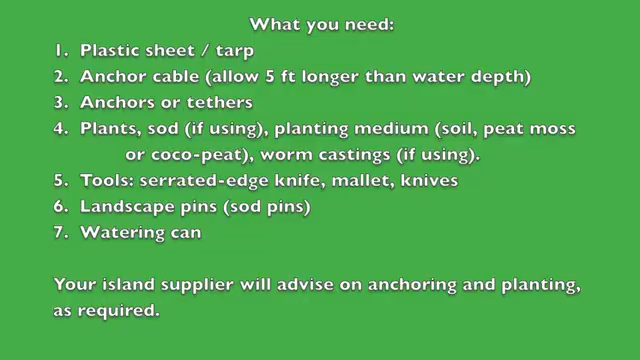 What you need:
1. Plastic sheet / tarp
2. Anchor cable (allow 5 ft longer than water depth)
3. Anchors or tethers
4. Plants, sod (if using), planting medium (soil, peat moss
or coco-peat), worm castings (if using).
5. Tools: serrated-edge knife, mallet, knives
6. Landscape pins (sod pins)
7. Watering can
Your island supplier will advise on anchoring and planting,
as required.